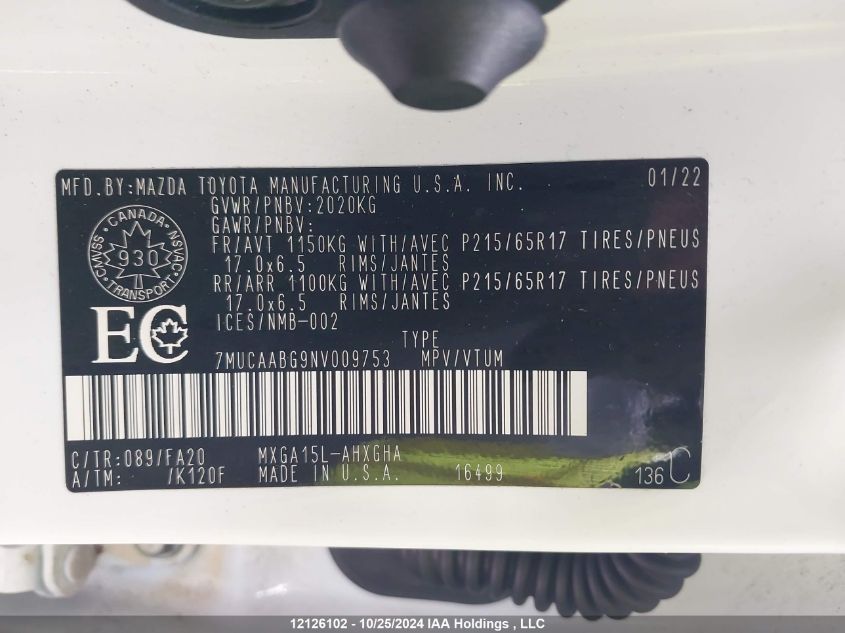 MFD.BY:MAZDA TOYOTA MANUFACTURING U.S.A. INC. 01/22
GVWR/PNBV:2020KG
GAWR/PNBV:
FR/AVT 1150KG WITH/AVEC P215/65R17 TIRES/PNEUS
17.0x6.5 RIMS/JANTES
RR/ARR 1100KG WITH/AVEC P215/65R17 TIRES/PNEUS
17.0x6.5 RIMS/JANTES
ICES/NMB-002
CANADA
CMVSS 930 NSVAC
TRANSPORT
EC
TYPE
7MUCAABG9NV009753 MPV/VTUM
C/TR:089/FA20 MXGA15L-AHXGHA
A/TM: /K120F MADE IN U.S.A. 16499 136 C
12126102 - 10/25/2024 IAA Holdings , LLC